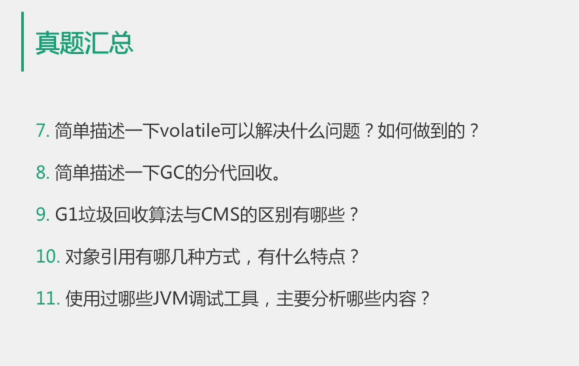 真题汇总
7. 简单描述一下volatile可以解决什么问题？如何做到的？
8. 简单描述一下GC的分代回收。
9. G1垃圾回收算法与CMS的区别有哪些？
10. 对象引用有哪几种方式，有什么特点？
11. 使用过哪些JVM调试工具，主要分析哪些内容？